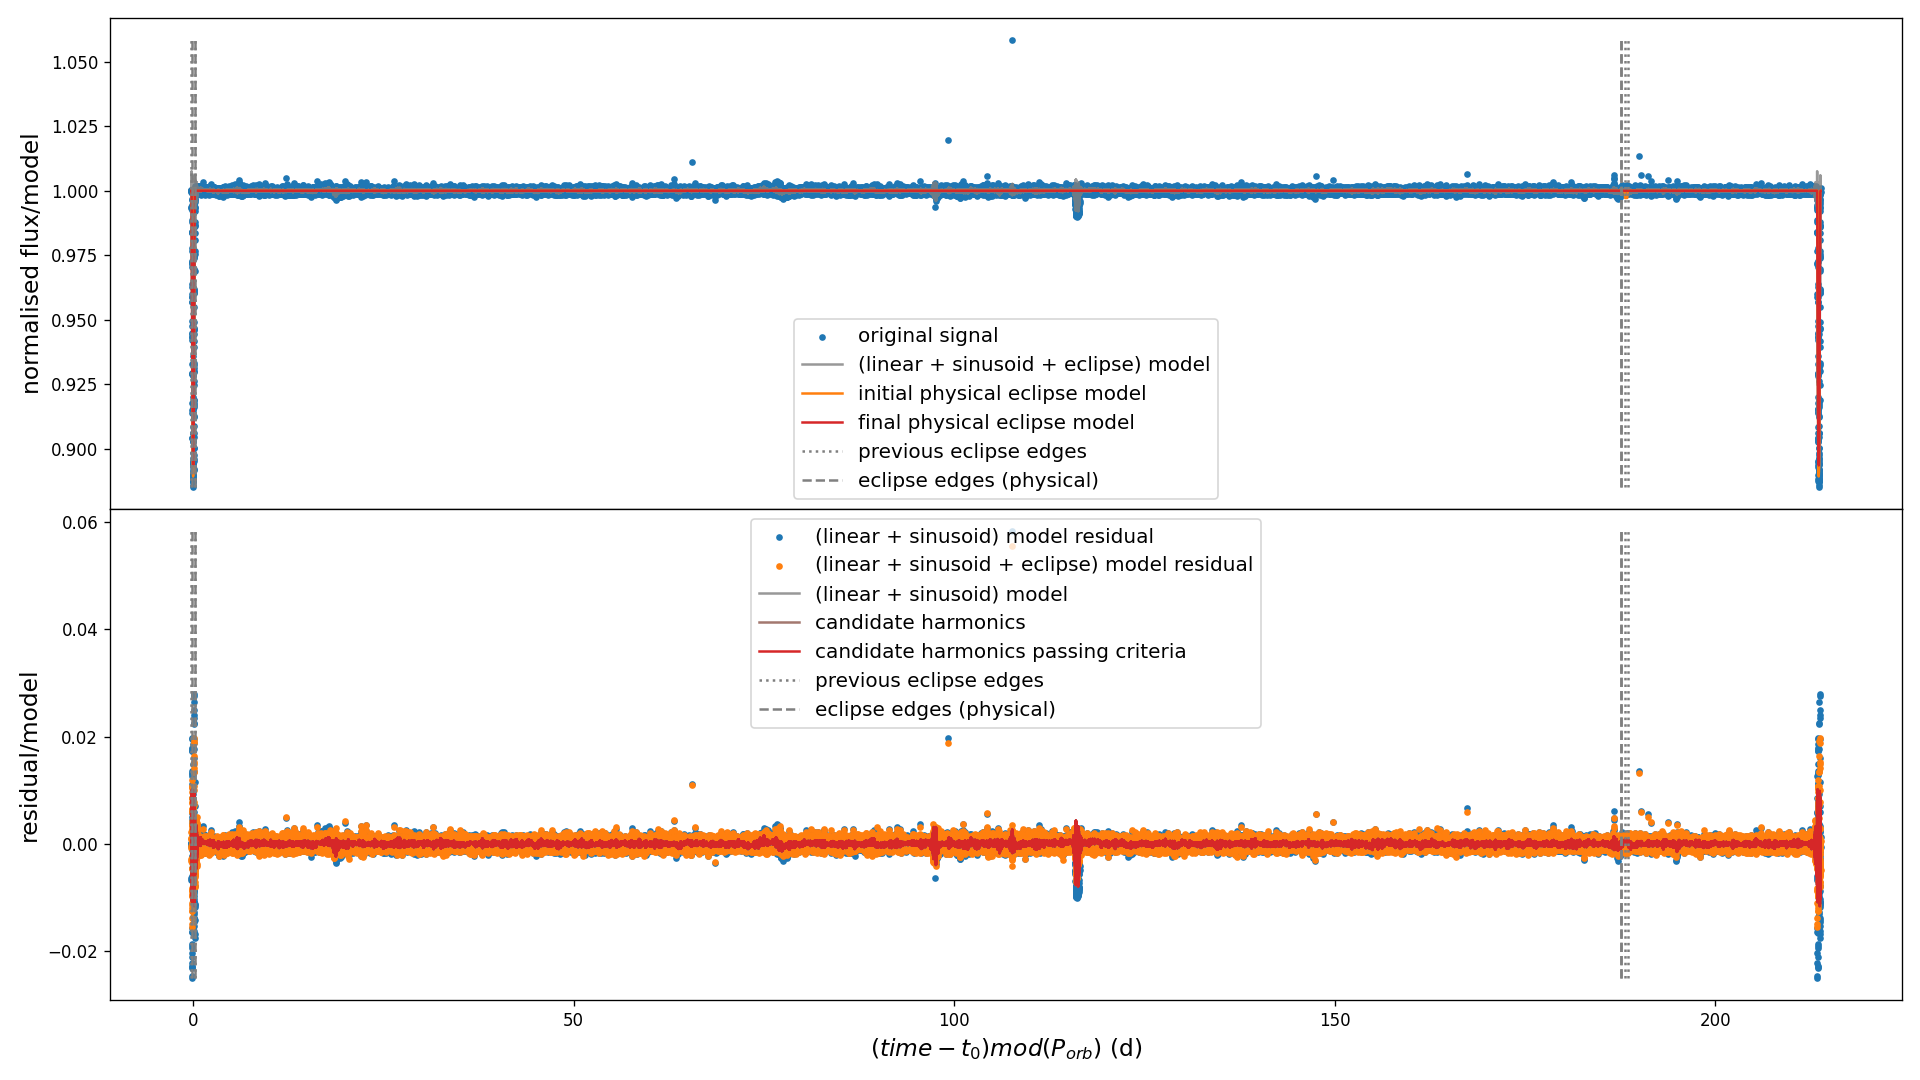 normalised flux/model
1.050
1.025
1.000
0.975
0.950
0.925
0.900
original signal
(linear + sinusoid + eclipse) model
initial physical eclipse model
final physical eclipse model
previous eclipse edges
eclipse edges (physical)
residual/model
0.06
0.04
0.02
0.00
−0.02
(linear + sinusoid) model residual
(linear + sinusoid + eclipse) model residual
(linear + sinusoid) model
candidate harmonics
candidate harmonics passing criteria
previous eclipse edges
eclipse edges (physical)
0 50 100 150 200
(time − t₀)mod(Pₒᵣb) (d)